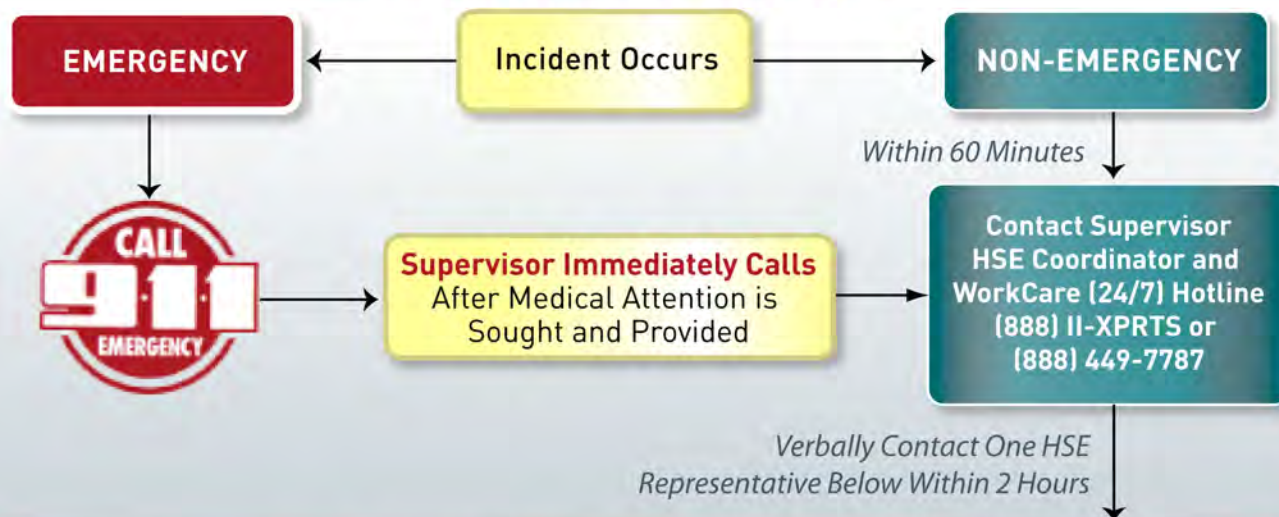 EMERGENCY
Incident Occurs
NON-EMERGENCY
Within 60 Minutes
CALL
9·1·1
EMERGENCY
Supervisor Immediately Calls
After Medical Attention is
Sought and Provided
Contact Supervisor
HSE Coordinator and
WorkCare (24/7) Hotline
(888) II-XPRTS or
(888) 449-7787
Verbally Contact One HSE
Representative Below Within 2 Hours